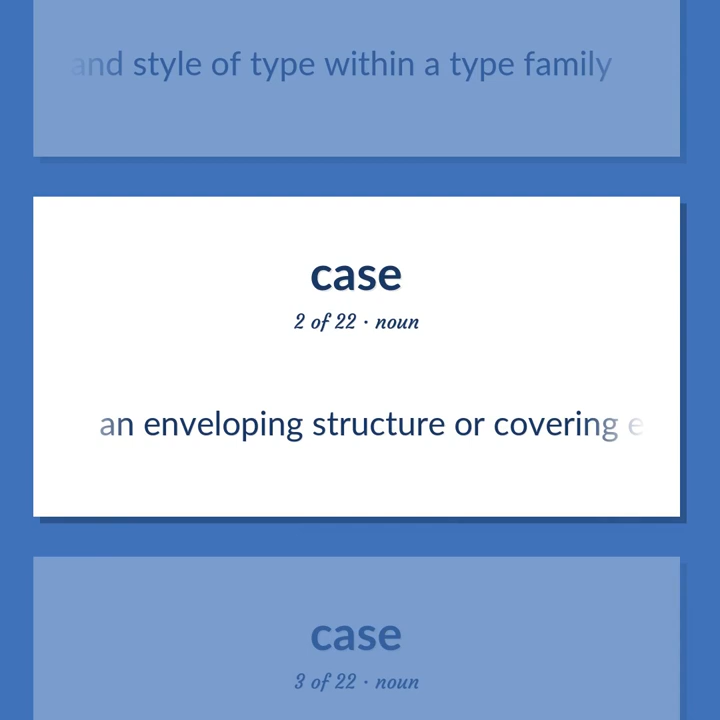 and style of type within a type family
case
2 of 22 · noun
an enveloping structure or covering e
case
3 of 22 · noun